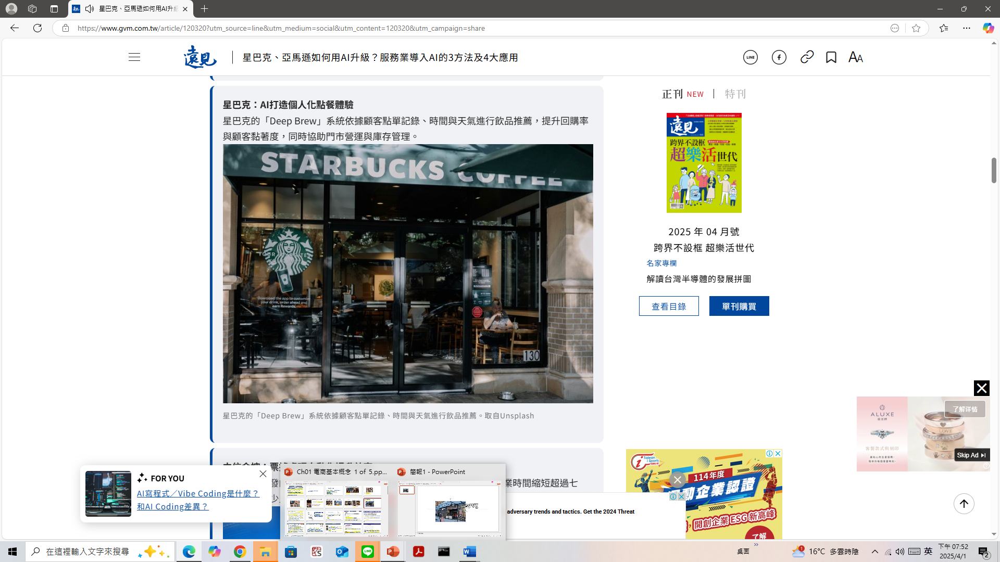 星巴克、亞馬遜如何用AI升級
https://www.gvm.com.tw/article/120320?utm_source=line&utm_medium=social&utm_content=120320&utm_campaign=share
遠見
星巴克、亞馬遜如何用AI升級？服務業導入AI的3方法及4大應用
LINE
AA
星巴克：AI打造個人化點餐體驗
星巴克的「Deep Brew」系統依據顧客點單記錄、時間與天氣進行飲品推薦，提升回購率
與顧客黏著度，同時協助門市營運與庫存管理。
STARBUCKS COFFEE
Download the app to customize
your drink, order ahead and
earn Rewards.
130
星巴克的「Deep Brew」系統依據顧客點單記錄、時間與天氣進行飲品推薦。取自Unsplash
正刊 NEW
特刊
遠見
跨界不設框
超樂活世代
2025 年 04 月號
跨界不設框 超樂活世代
名家專欄
解讀台灣半導體的發展拼圖
查看目錄
單刊購買
ALUXE
了解详情
LOVE
客製款式與刻印
Skip Ad
業時間縮短超過七
FOR YOU
AI寫程式／Vibe Coding是什麼？
和AI Coding差異？
Ch01 電商基本概念 1 of 5.pp...
簡報1 - PowerPoint
adversary trends and tactics. Get the 2024 Threat
Taiwan
i Sports
114年度
運動企業認證
開創企業ESG新高峰
了解
在這裡輸入文字來搜尋
桌面
16°C 多雲時陰
英
下午 07:52
2025/4/1
2